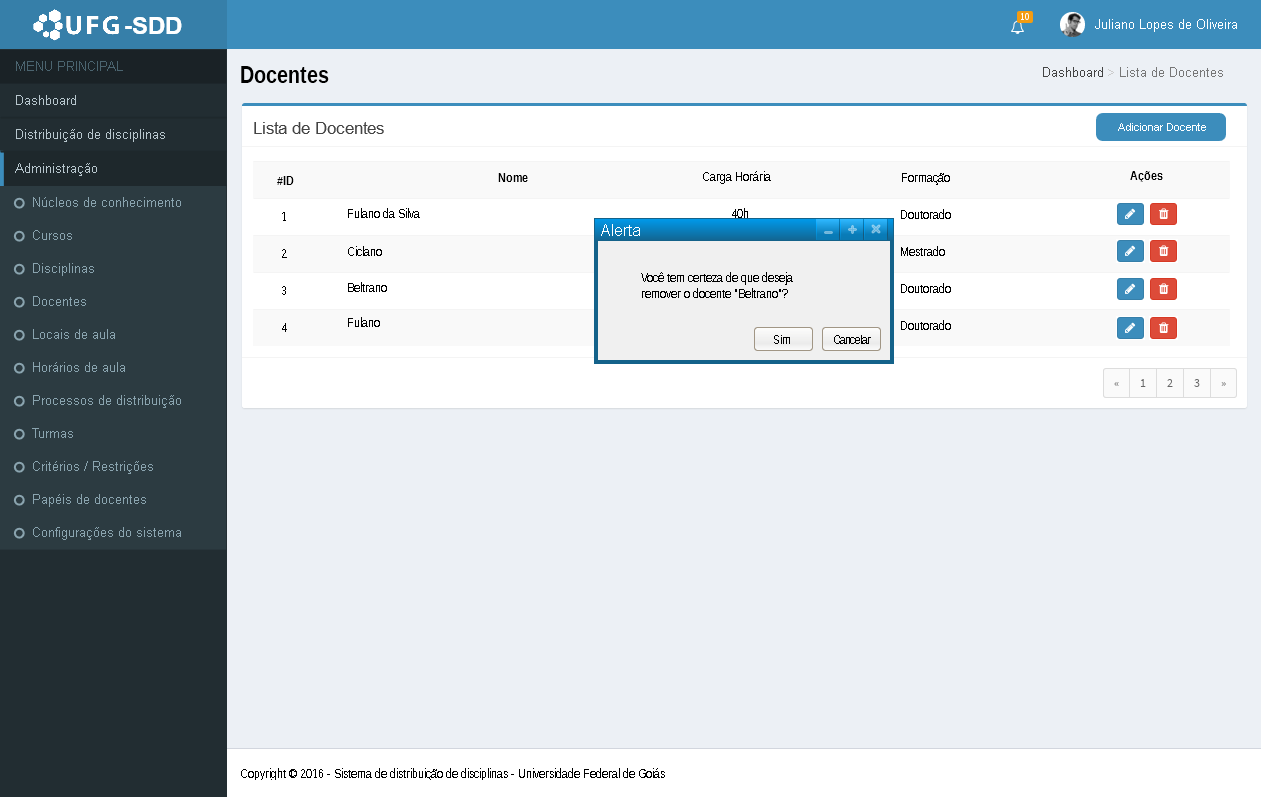 UFG-SDD
10
Juliano Lopes de Oliveira
MENU PRINCIPAL
Dashboard
Distribuição de disciplinas
Administração
Núcleos de conhecimento
Cursos
Disciplinas
Docentes
Locais de aula
Horários de aula
Processos de distribuição
Turmas
Critérios / Restrições
Papéis de docentes
Configurações do sistema
Docentes
Dashboard > Lista de Docentes
Lista de Docentes
Adicionar Docente
#ID Nome Carga Horária Formação Ações
1 Fulano da Silva 40h Doutorado
2 Ciclano Mestrado
3 Beltrano Doutorado
4 Fulano Doutorado
Alerta
Você tem certeza de que deseja
remover o docente "Beltrano"?
Sim Cancelar
« 1 2 3 »
Copyright © 2016 - Sistema de distribuição de disciplinas - Universidade Federal de Goiás